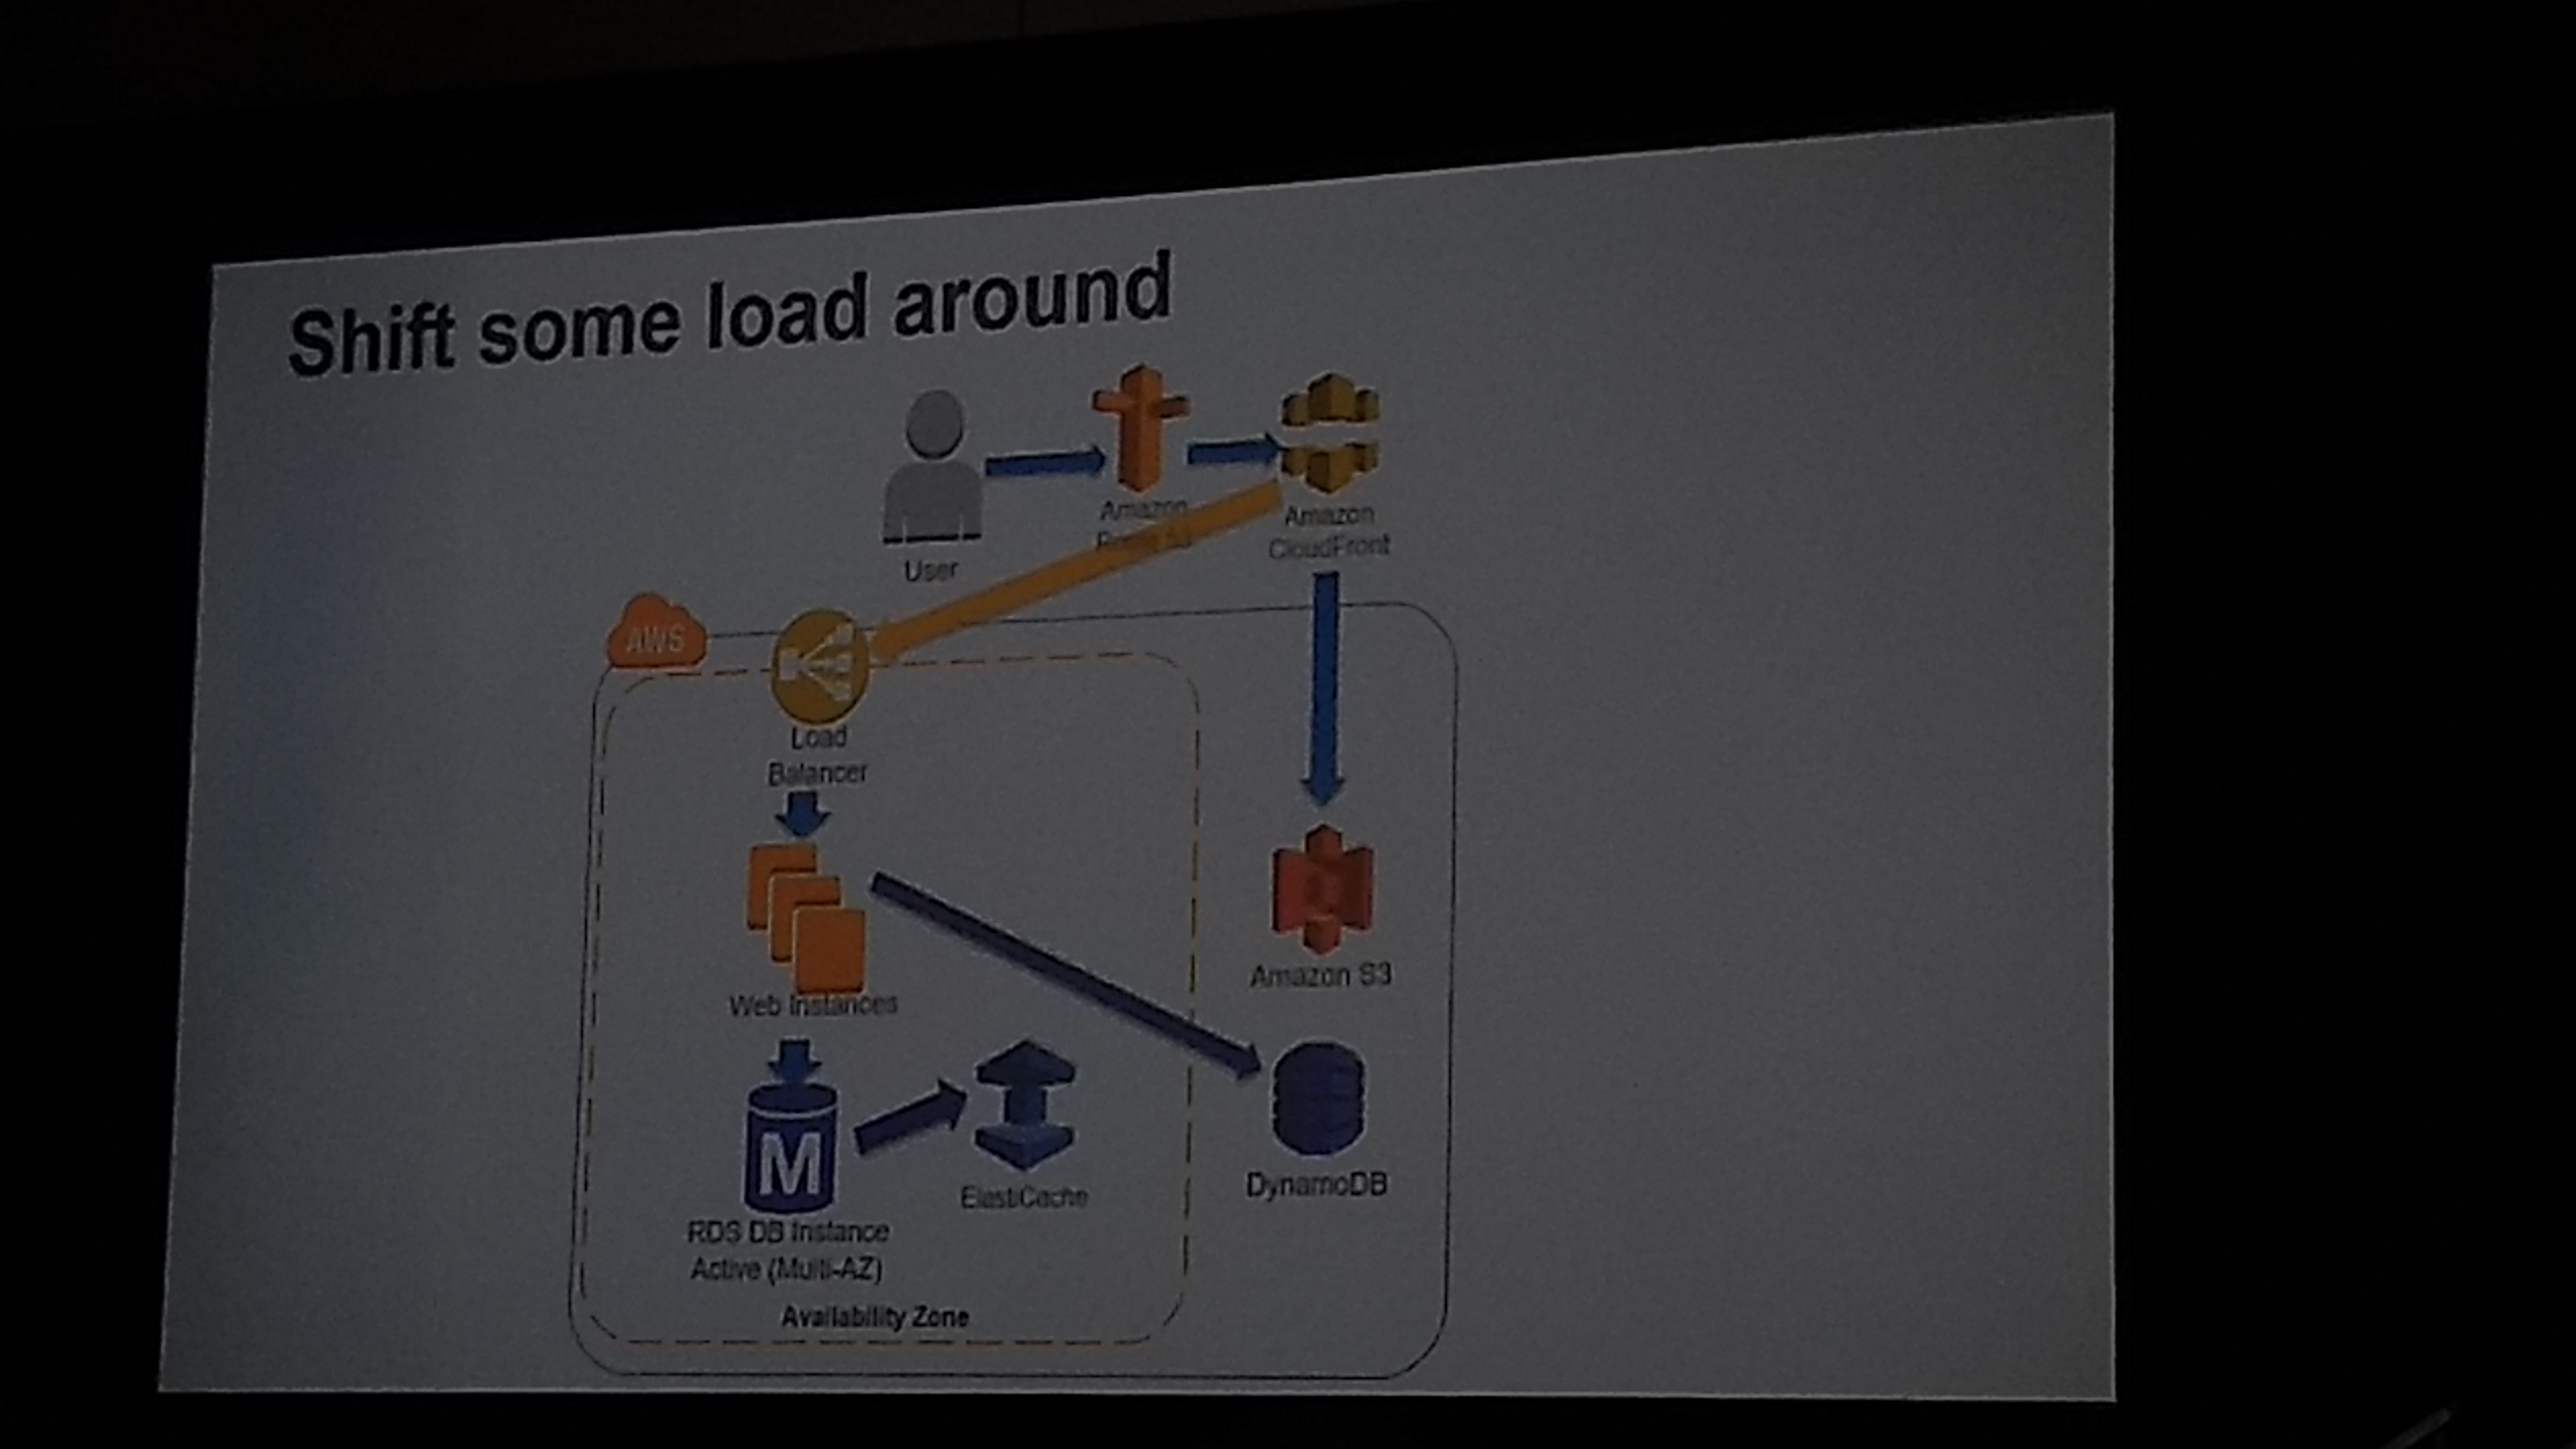 Shift some load around
Amazon
Amazon
CloudFront
User
AWS
Load
Balancer
Web Instances
Amazon S3
M
ElastiCache
DynamoDB
RDS DB Instance
Active (Multi-AZ)
Availability Zone